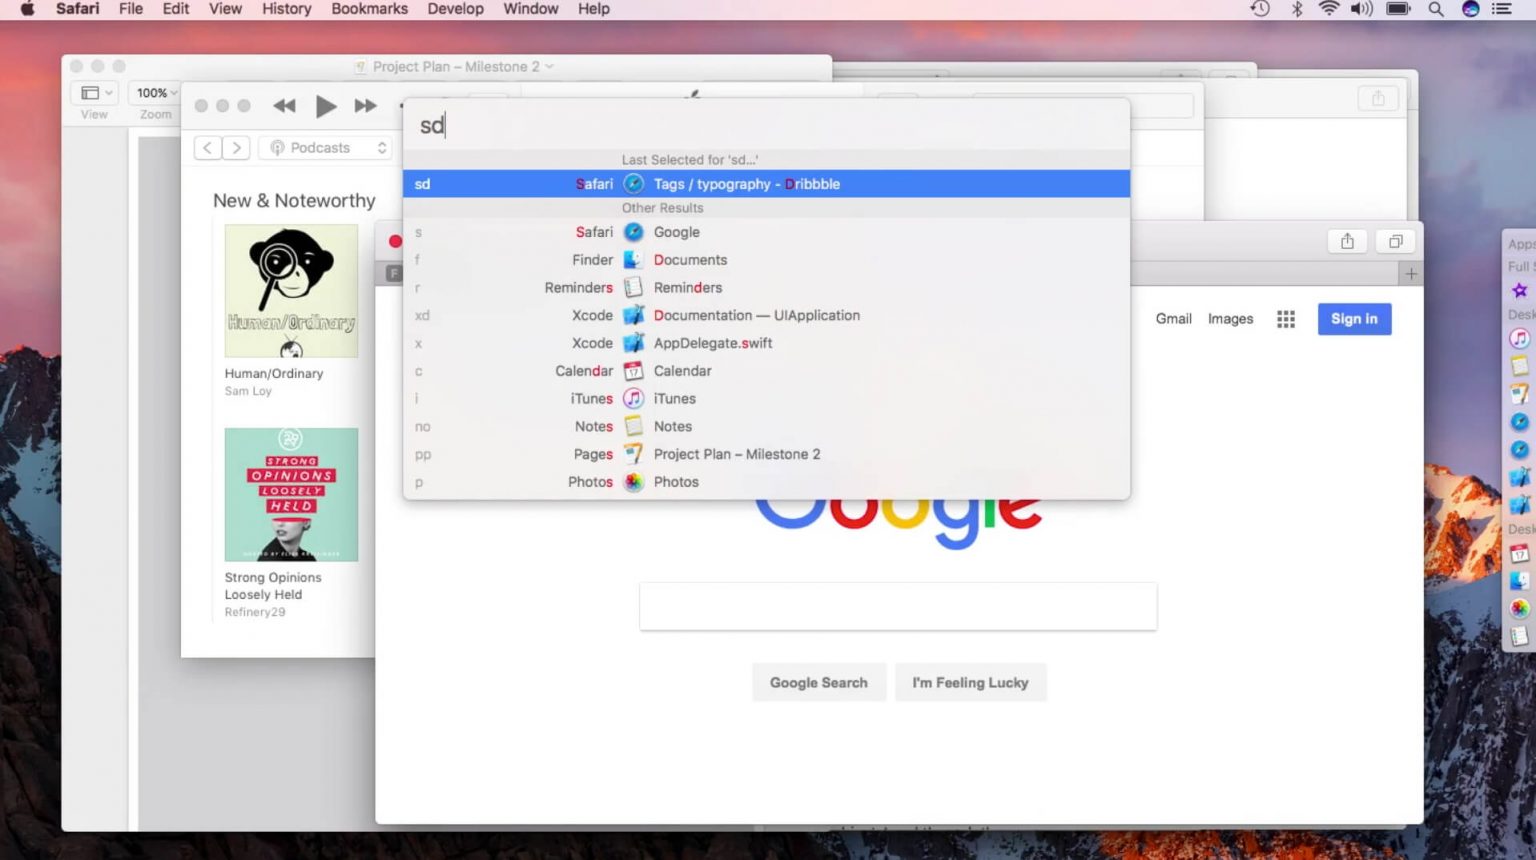 Safari File Edit View History Bookmarks Develop Window Help
Project Plan – Milestone 2
100%
View
Zoom
Podcasts
New & Noteworthy
Human/Ordinary
Human/Ordinary
Sam Loy
STRONG
OPINIONS
LOOSELY
HELD
Strong Opinions
Loosely Held
Refinery29
sd
Last Selected for 'sd...'
sd Safari Tags / typography - Dribbble
Other Results
s Safari Google
f Finder Documents
r Reminders Reminders
xd Xcode Documentation — UIApplication
x Xcode AppDelegate.swift
c Calendar Calendar
i iTunes iTunes
no Notes Notes
pp Pages Project Plan – Milestone 2
p Photos Photos
F
Gmail Images Sign in
Google
Google Search I'm Feeling Lucky
Apps
Full S
Desk
17
Desk
17